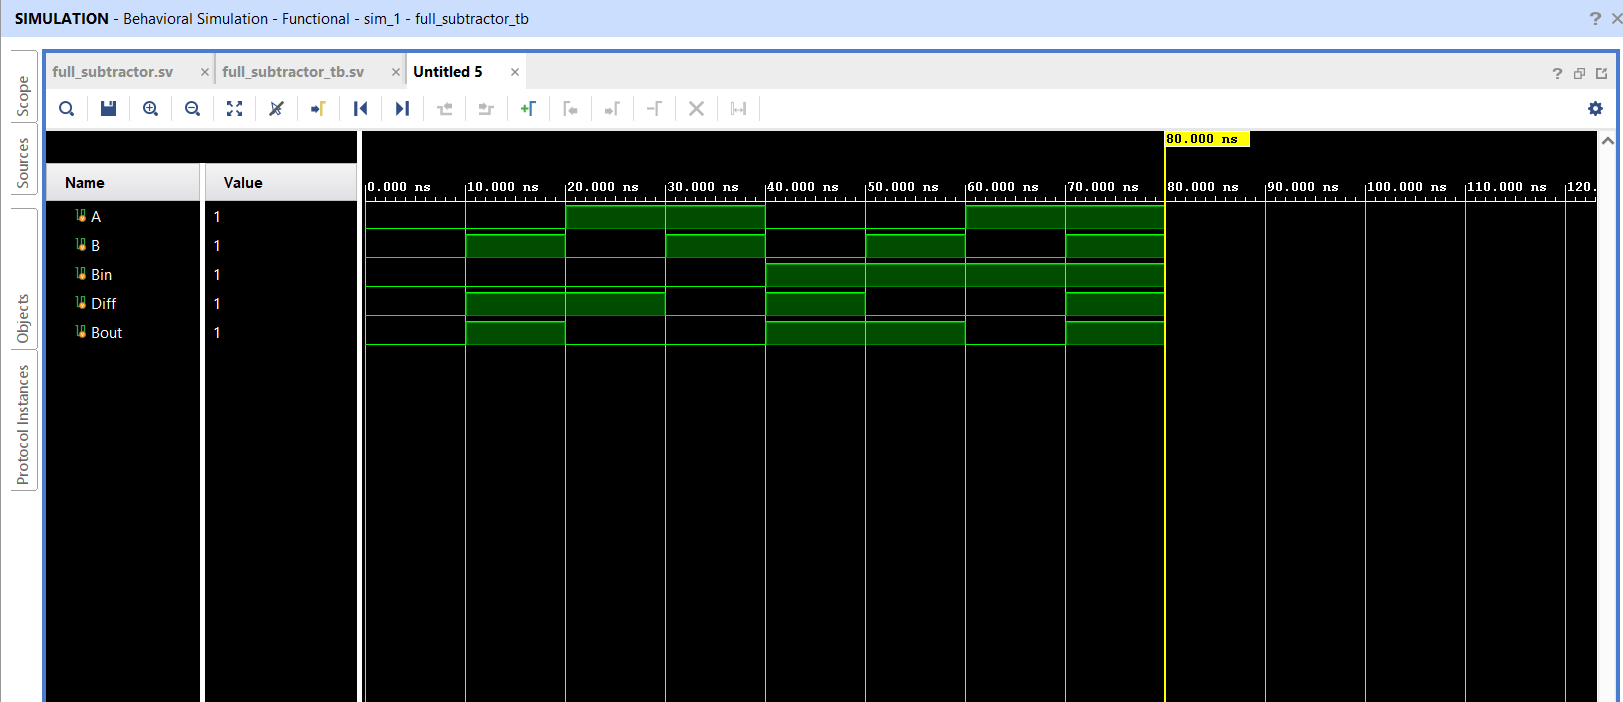 SIMULATION - Behavioral Simulation - Functional - sim_1 - full_subtractor_tb
full_subtractor.sv
full_subtractor_tb.sv
Untitled 5
Scope
Sources
Objects
Protocol Instances
80.000 ns
Name
Value
0.000 ns
10.000 ns
20.000 ns
30.000 ns
40.000 ns
50.000 ns
60.000 ns
70.000 ns
80.000 ns
90.000 ns
100.000 ns
110.000 ns
120.
A
1
B
1
Bin
1
Diff
1
Bout
1